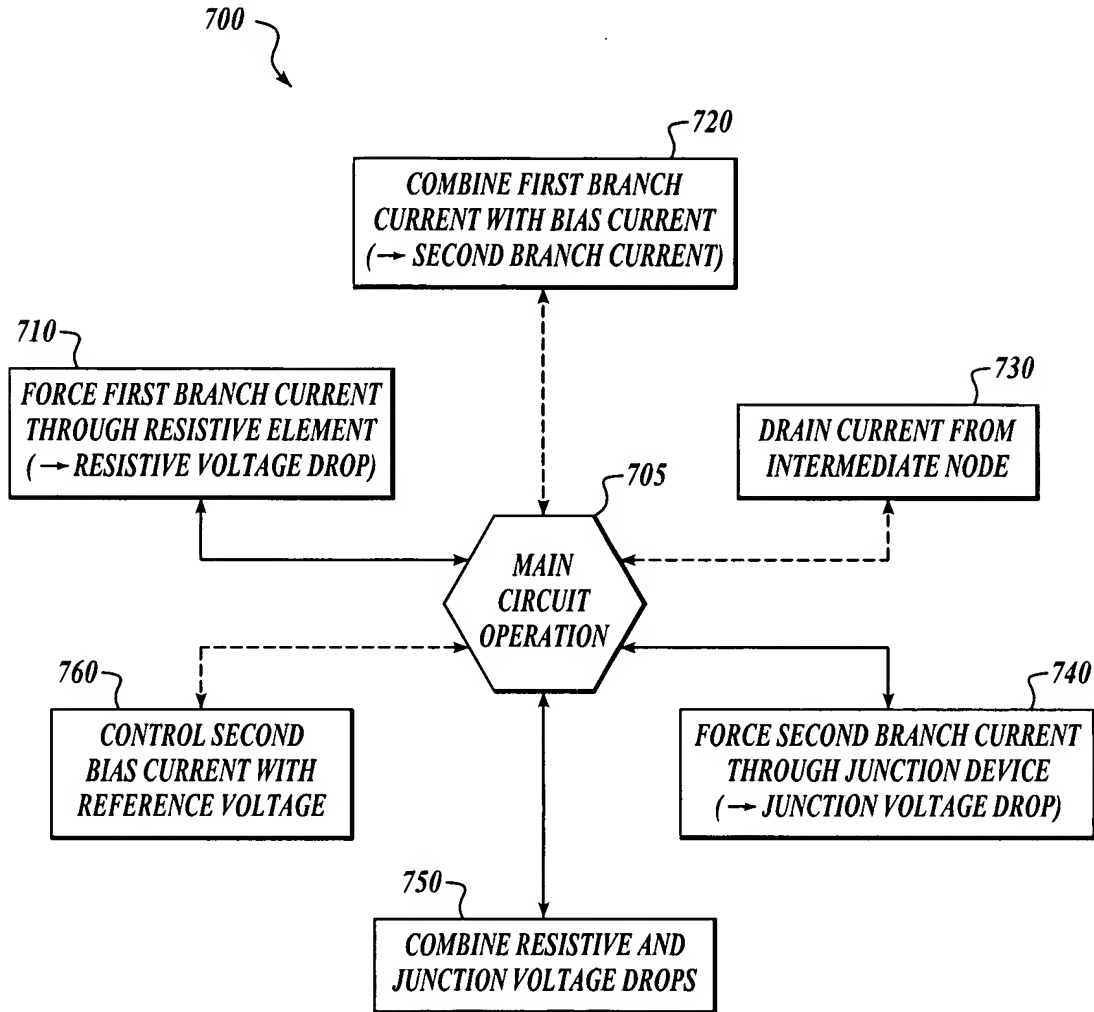 700
720
COMBINE FIRST BRANCH
CURRENT WITH BIAS CURRENT
(→ SECOND BRANCH CURRENT)
710
FORCE FIRST BRANCH CURRENT
THROUGH RESISTIVE ELEMENT
(→ RESISTIVE VOLTAGE DROP)
730
DRAIN CURRENT FROM
INTERMEDIATE NODE
705
MAIN
CIRCUIT
OPERATION
760
CONTROL SECOND
BIAS CURRENT WITH
REFERENCE VOLTAGE
740
FORCE SECOND BRANCH CURRENT
THROUGH JUNCTION DEVICE
(→ JUNCTION VOLTAGE DROP)
750
COMBINE RESISTIVE AND
JUNCTION VOLTAGE DROPS